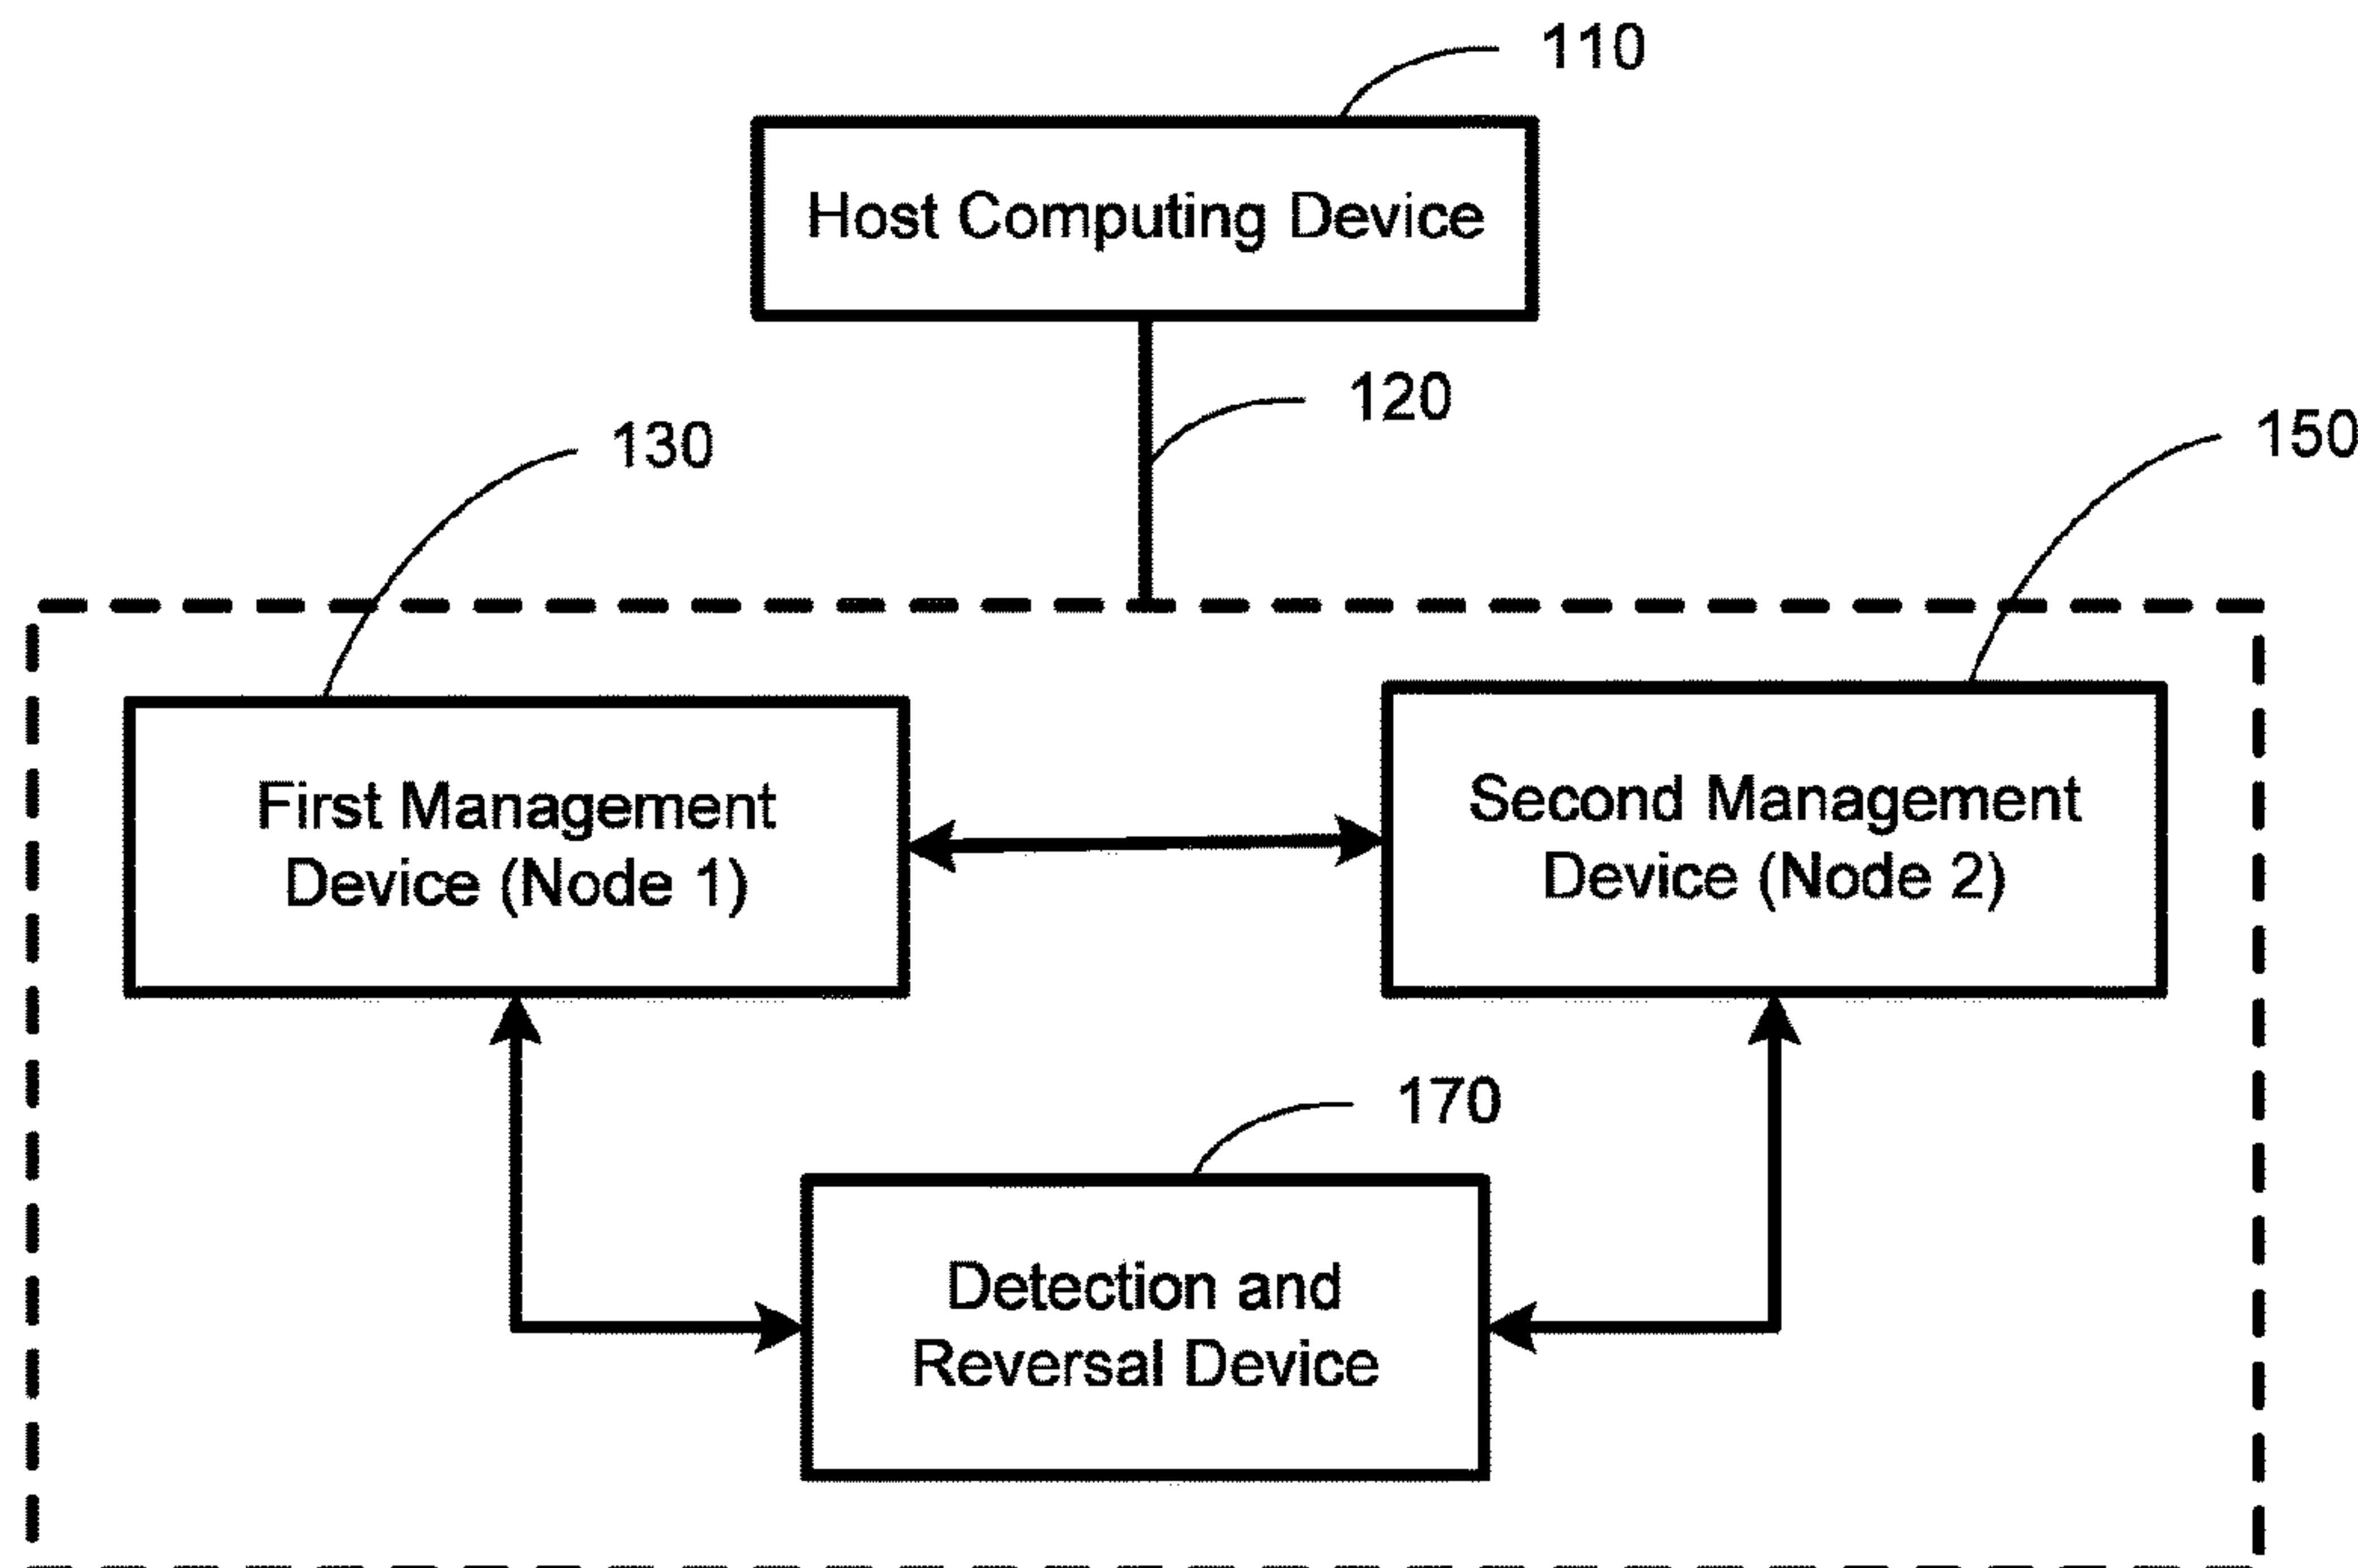 110
Host Computing Device
120
130
150
First Management
Device (Node 1)
Second Management
Device (Node 2)
170
Detection and
Reversal Device